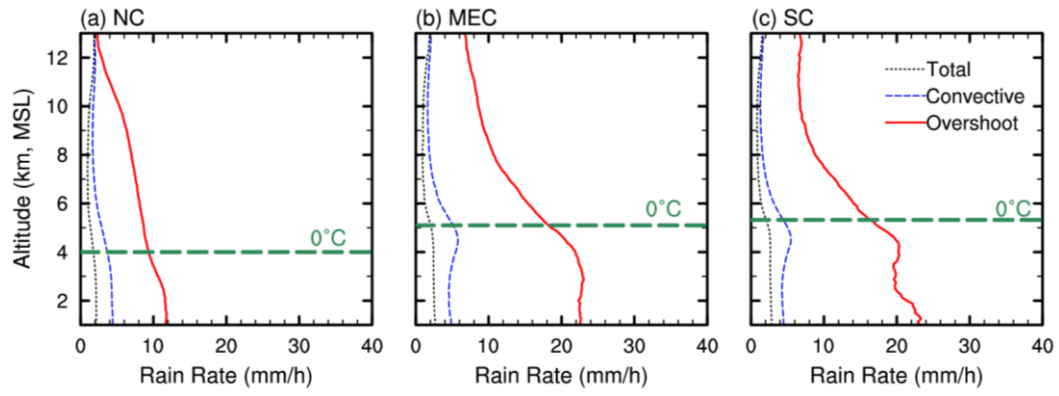 (a) NC
(b) MEC
(c) SC
Altitude (km, MSL)
12
10
8
6
4
2
0°C
0°C
0°C
Total
Convective
Overshoot
0 10 20 30 40
0 10 20 30 40
0 10 20 30 40
Rain Rate (mm/h)
Rain Rate (mm/h)
Rain Rate (mm/h)